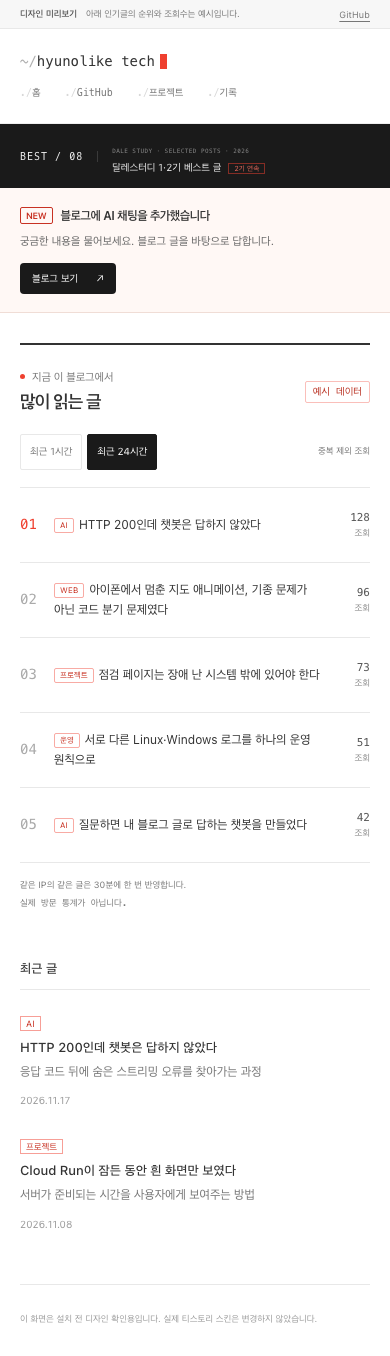 디자인 미리보기 아래 인기글의 순위와 조회수는 예시입니다. GitHub
~/hyunolike tech
./홈 ./GitHub ./프로젝트 ./기록
BEST / 08
DALE STUDY · SELECTED POSTS · 2026
달레스터디 1·2기 베스트 글 2기 연속
NEW 블로그에 AI 채팅을 추가했습니다
궁금한 내용을 물어보세요. 블로그 글을 바탕으로 답합니다.
블로그 보기 ↗
지금 이 블로그에서
많이 읽는 글
예시 데이터
최근 1시간 최근 24시간 중복 제외 조회
01 AI HTTP 200인데 챗봇은 답하지 않았다 128 조회
02 WEB 아이폰에서 멈춘 지도 애니메이션, 기종 문제가
아닌 코드 분기 문제였다 96 조회
03 프로젝트 점검 페이지는 장애 난 시스템 밖에 있어야 한다 73 조회
04 운영 서로 다른 Linux·Windows 로그를 하나의 운영
원칙으로 51 조회
05 AI 질문하면 내 블로그 글로 답하는 챗봇을 만들었다 42 조회
같은 IP의 같은 글은 30분에 한 번 반영합니다.
실제 방문 통계가 아닙니다.
최근 글
AI
HTTP 200인데 챗봇은 답하지 않았다
응답 코드 뒤에 숨은 스트리밍 오류를 찾아가는 과정
2026.11.17
프로젝트
Cloud Run이 잠든 동안 흰 화면만 보였다
서버가 준비되는 시간을 사용자에게 보여주는 방법
2026.11.08
이 화면은 설치 전 디자인 확인용입니다. 실제 티스토리 스킨은 변경하지 않았습니다.